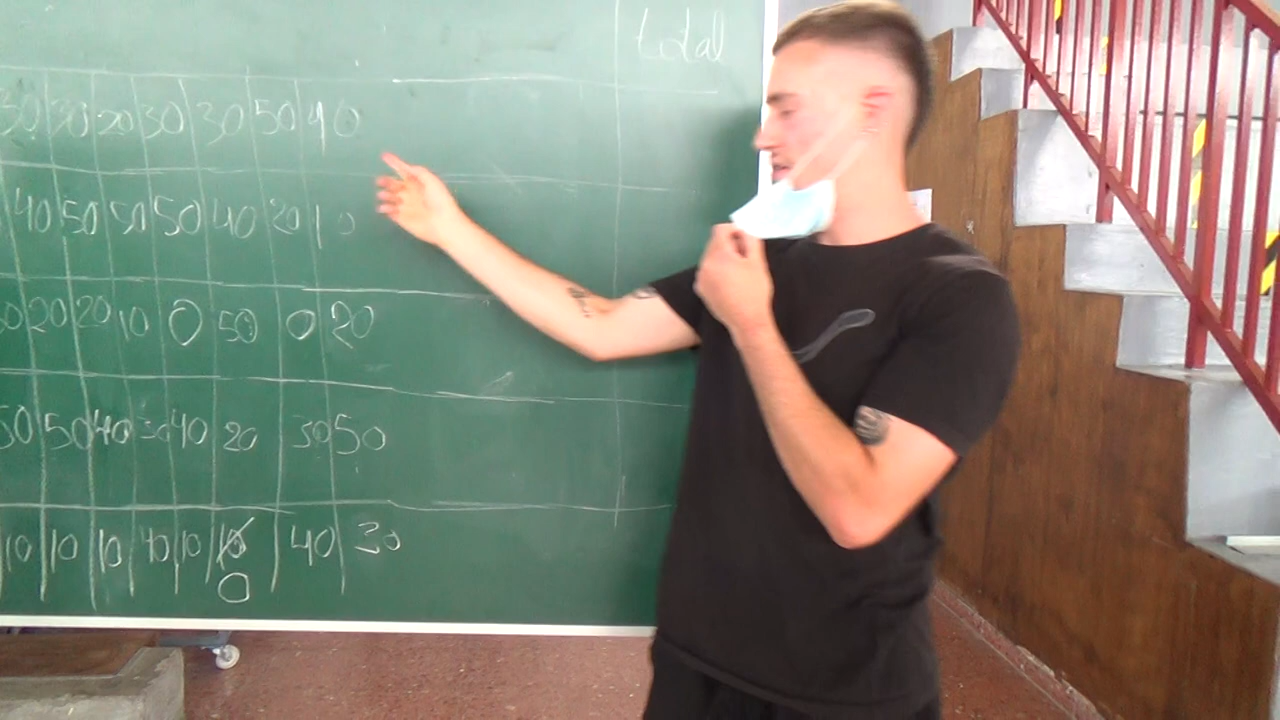 total
30 30 20 30 30 50 40
40 50 50 50 40 20 10
20 20 10 0 50 0 20
50 50 40 30 40 20 30 50
10 10 10 40 10 10 40 30
0